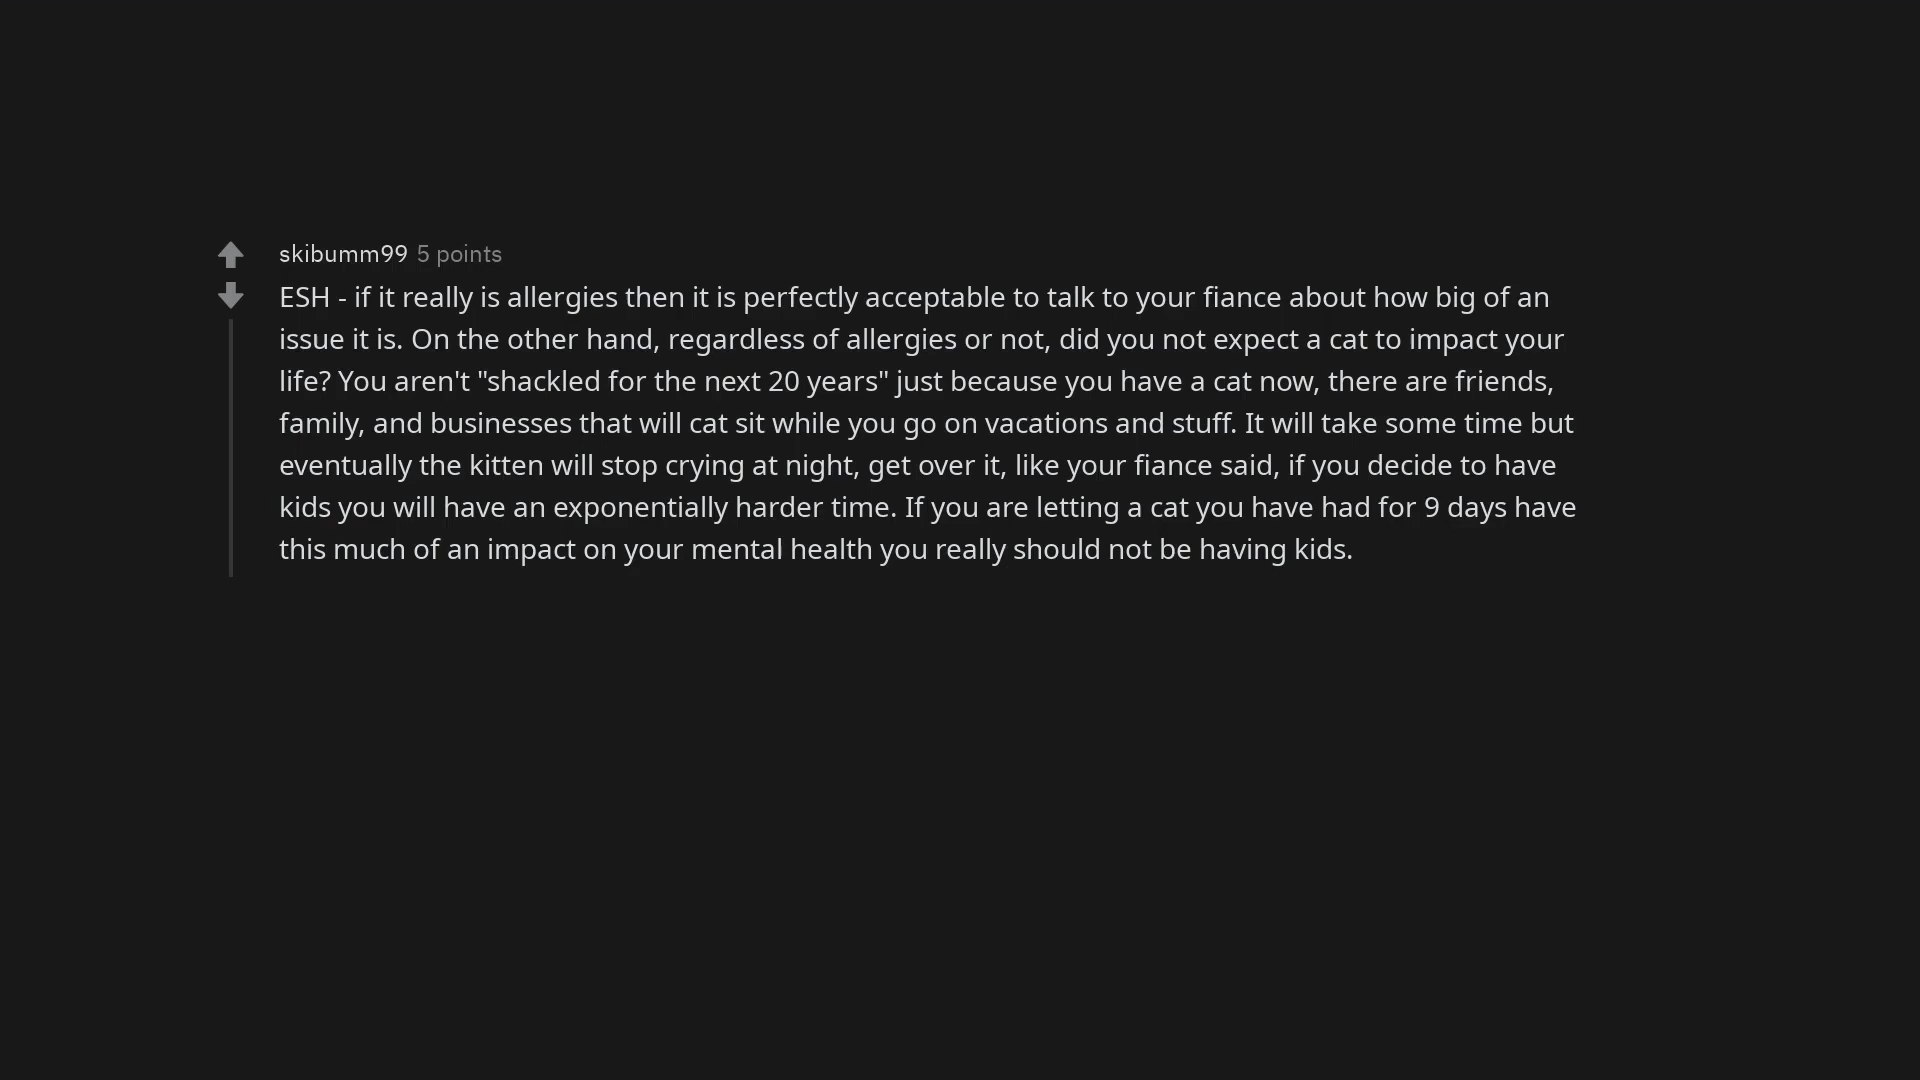 skibumm99 5 points
ESH - if it really is allergies then it is perfectly acceptable to talk to your fiance about how big of an
issue it is. On the other hand, regardless of allergies or not, did you not expect a cat to impact your
life? You aren't "shackled for the next 20 years" just because you have a cat now, there are friends,
family, and businesses that will cat sit while you go on vacations and stuff. It will take some time but
eventually the kitten will stop crying at night, get over it, like your fiance said, if you decide to have
kids you will have an exponentially harder time. If you are letting a cat you have had for 9 days have
this much of an impact on your mental health you really should not be having kids.